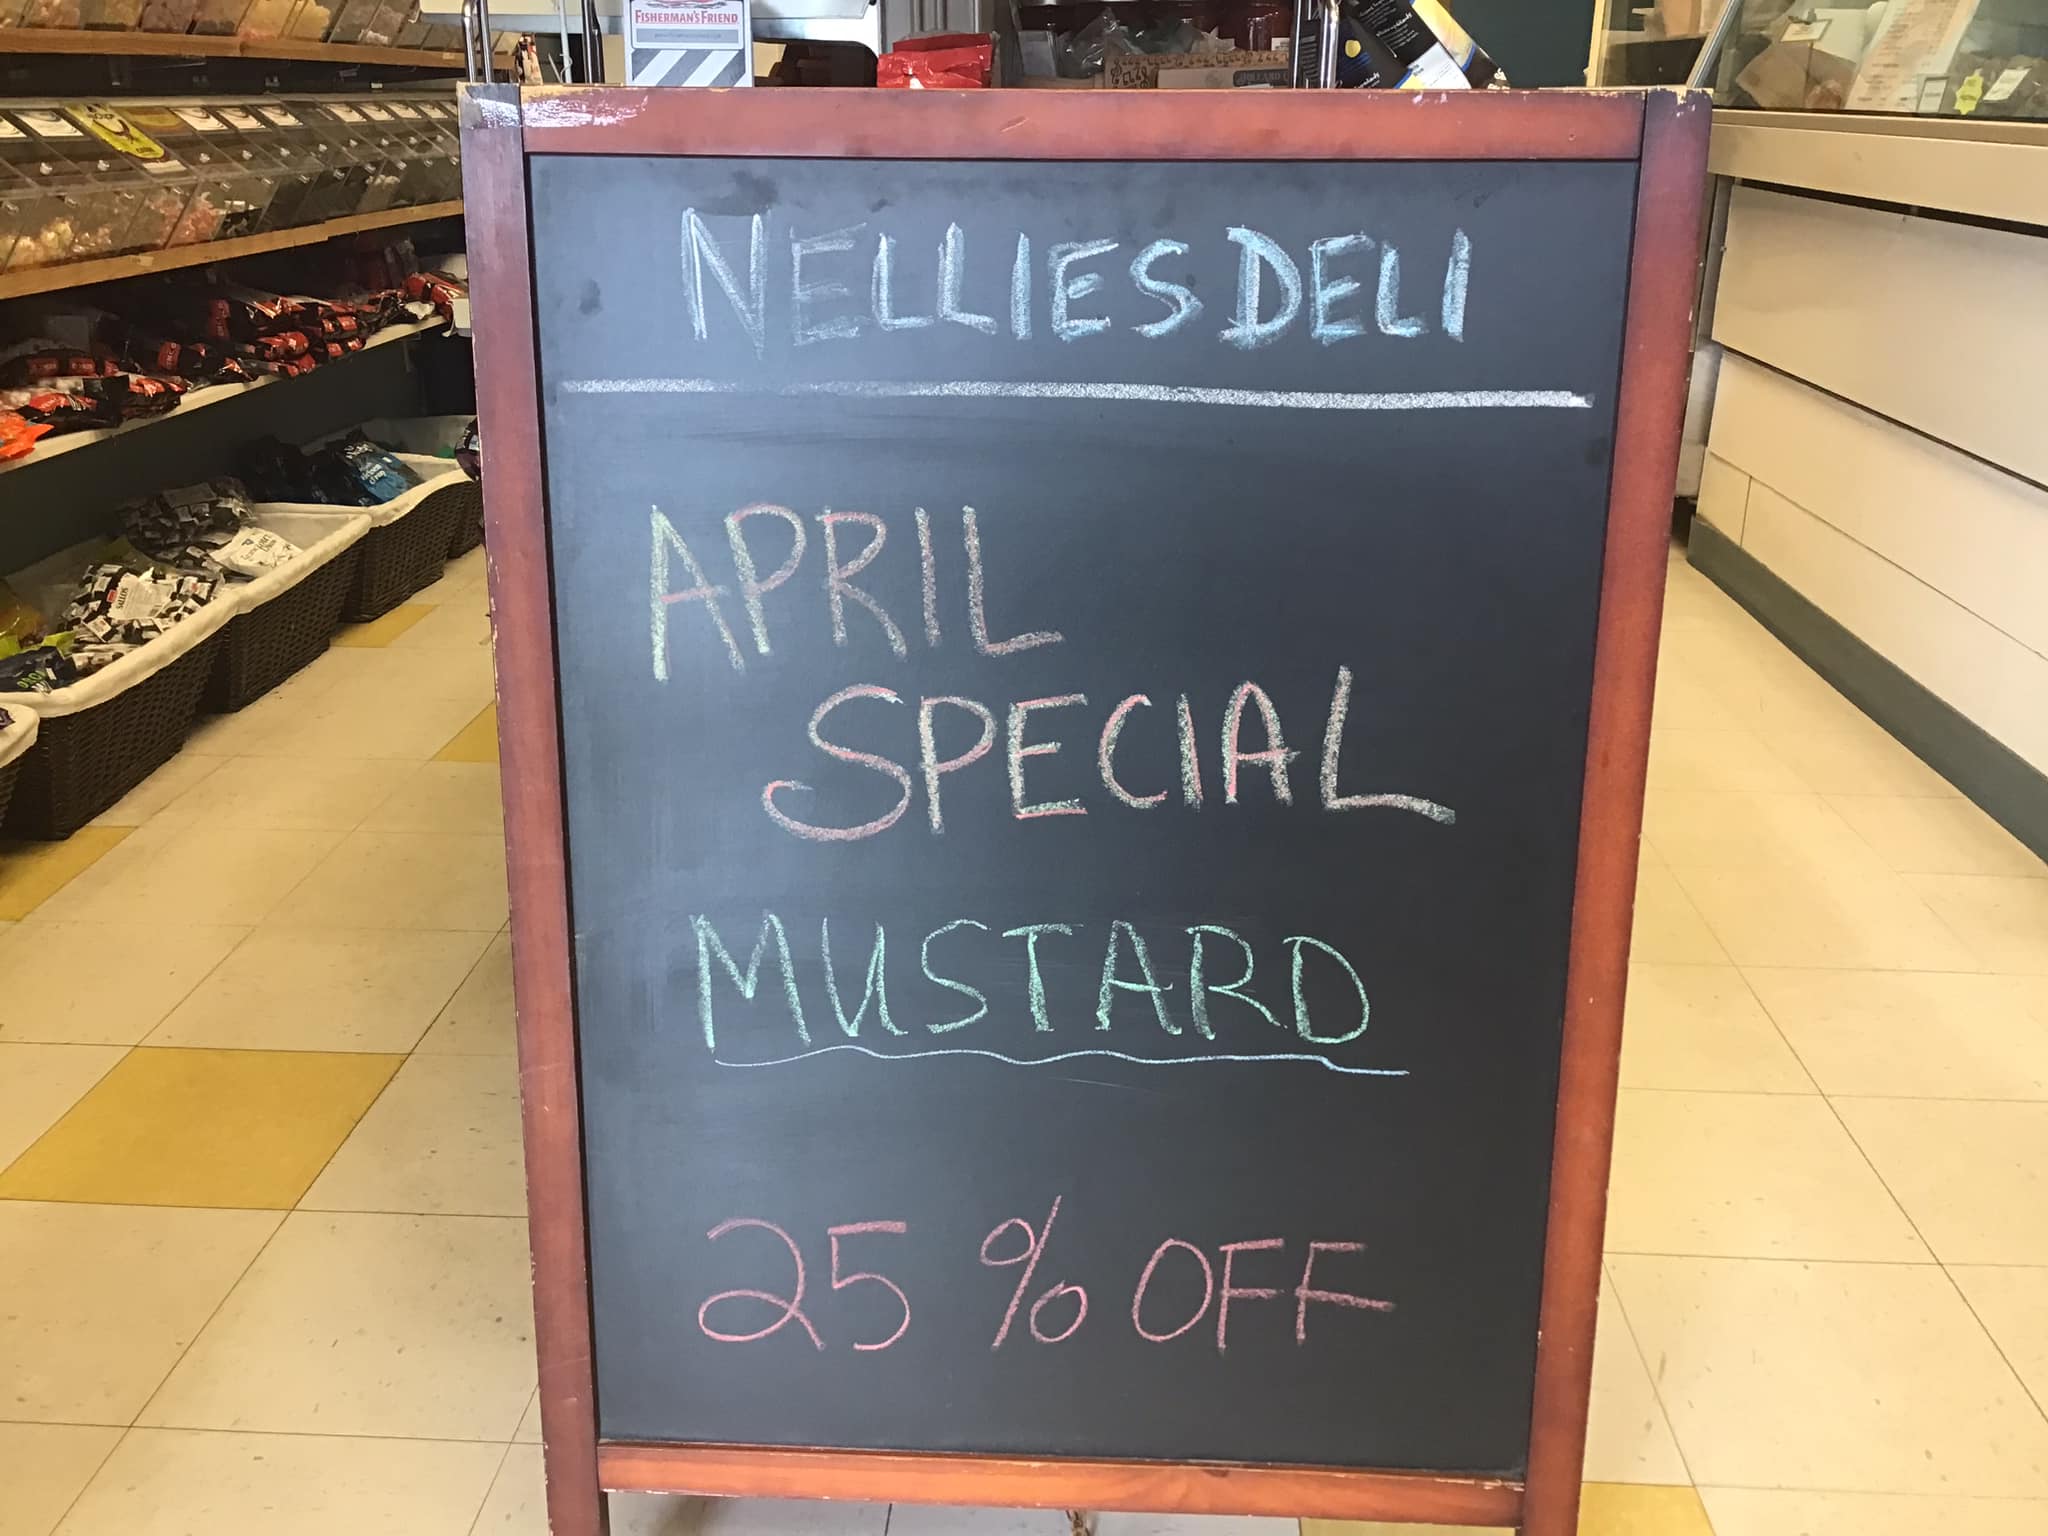 FISHERMAN'S FRIEND
NELLIES DELI
APRIL
SPECIAL
MUSTARD
25 % OFF